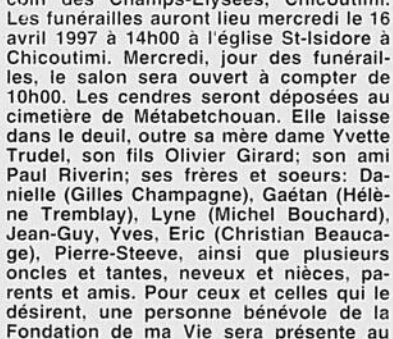 coin des Champs-Elysées, Chicoutimi.
Les funérailles auront lieu mercredi le 16
avril 1997 à 14h00 à l'église St-Isidore à
Chicoutimi. Mercredi, jour des funérail-
les, le salon sera ouvert à compter de
10h00. Les cendres seront déposées au
cimetière de Métabetchouan. Elle laisse
dans le deuil, outre sa mère dame Yvette
Trudel, son fils Olivier Girard; son ami
Paul Riverin; ses frères et soeurs: Da-
nielle (Gilles Champagne), Gaétan (Hélè-
ne Tremblay), Lyne (Michel Bouchard),
Jean-Guy, Yves, Eric (Christian Beauca-
ge), Pierre-Steeve, ainsi que plusieurs
oncles et tantes, neveux et nièces, pa-
rents et amis. Pour ceux et celles qui le
désirent, une personne bénévole de la
Fondation de ma Vie sera présente au